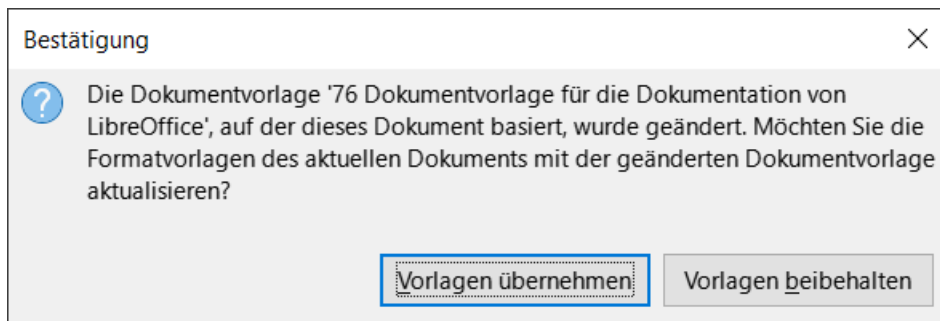 Bestätigung
Die Dokumentvorlage '76 Dokumentvorlage für die Dokumentation von
LibreOffice', auf der dieses Dokument basiert, wurde geändert. Möchten Sie die
Formatvorlagen des aktuellen Dokuments mit der geänderten Dokumentvorlage
aktualisieren?
Vorlagen übernehmen
Vorlagen beibehalten